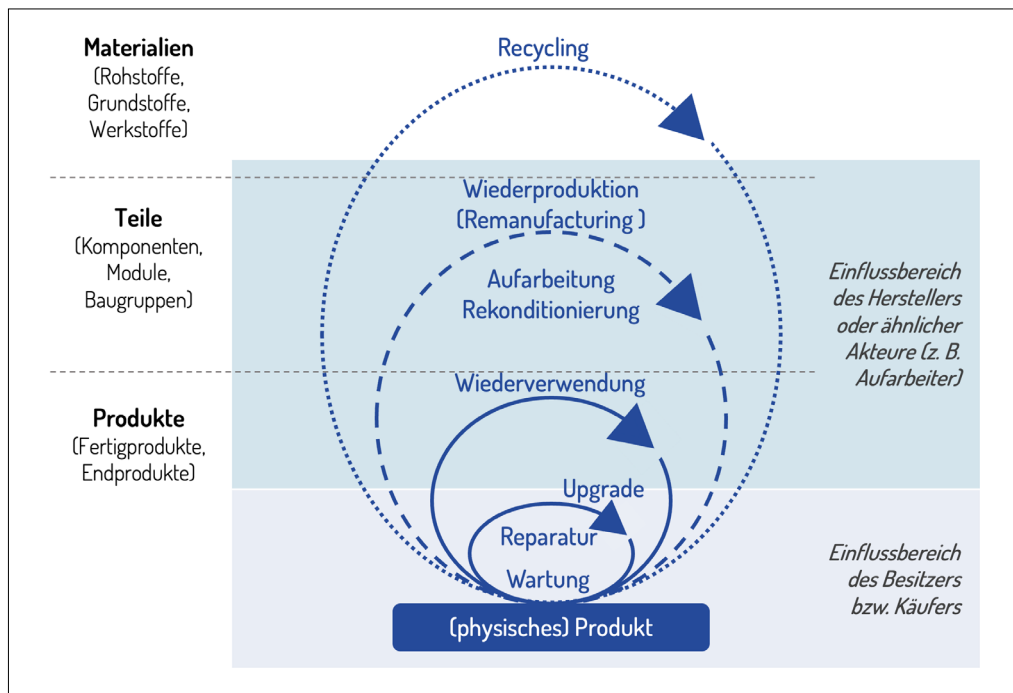 Materialien
(Rohstoffe,
Grundstoffe,
Werkstoffe)
Recycling
Teile
(Komponenten,
Module,
Baugruppen)
Wiederproduktion
(Remanufacturing )
Aufarbeitung
Rekonditionierung
Einflussbereich
des Herstellers
oder ähnlicher
Akteure (z. B.
Aufarbeiter)
Produkte
(Fertigprodukte,
Endprodukte)
Wiederverwendung
Upgrade
Reparatur
Wartung
Einflussbereich
des Besitzers
bzw. Käufers
(physisches) Produkt